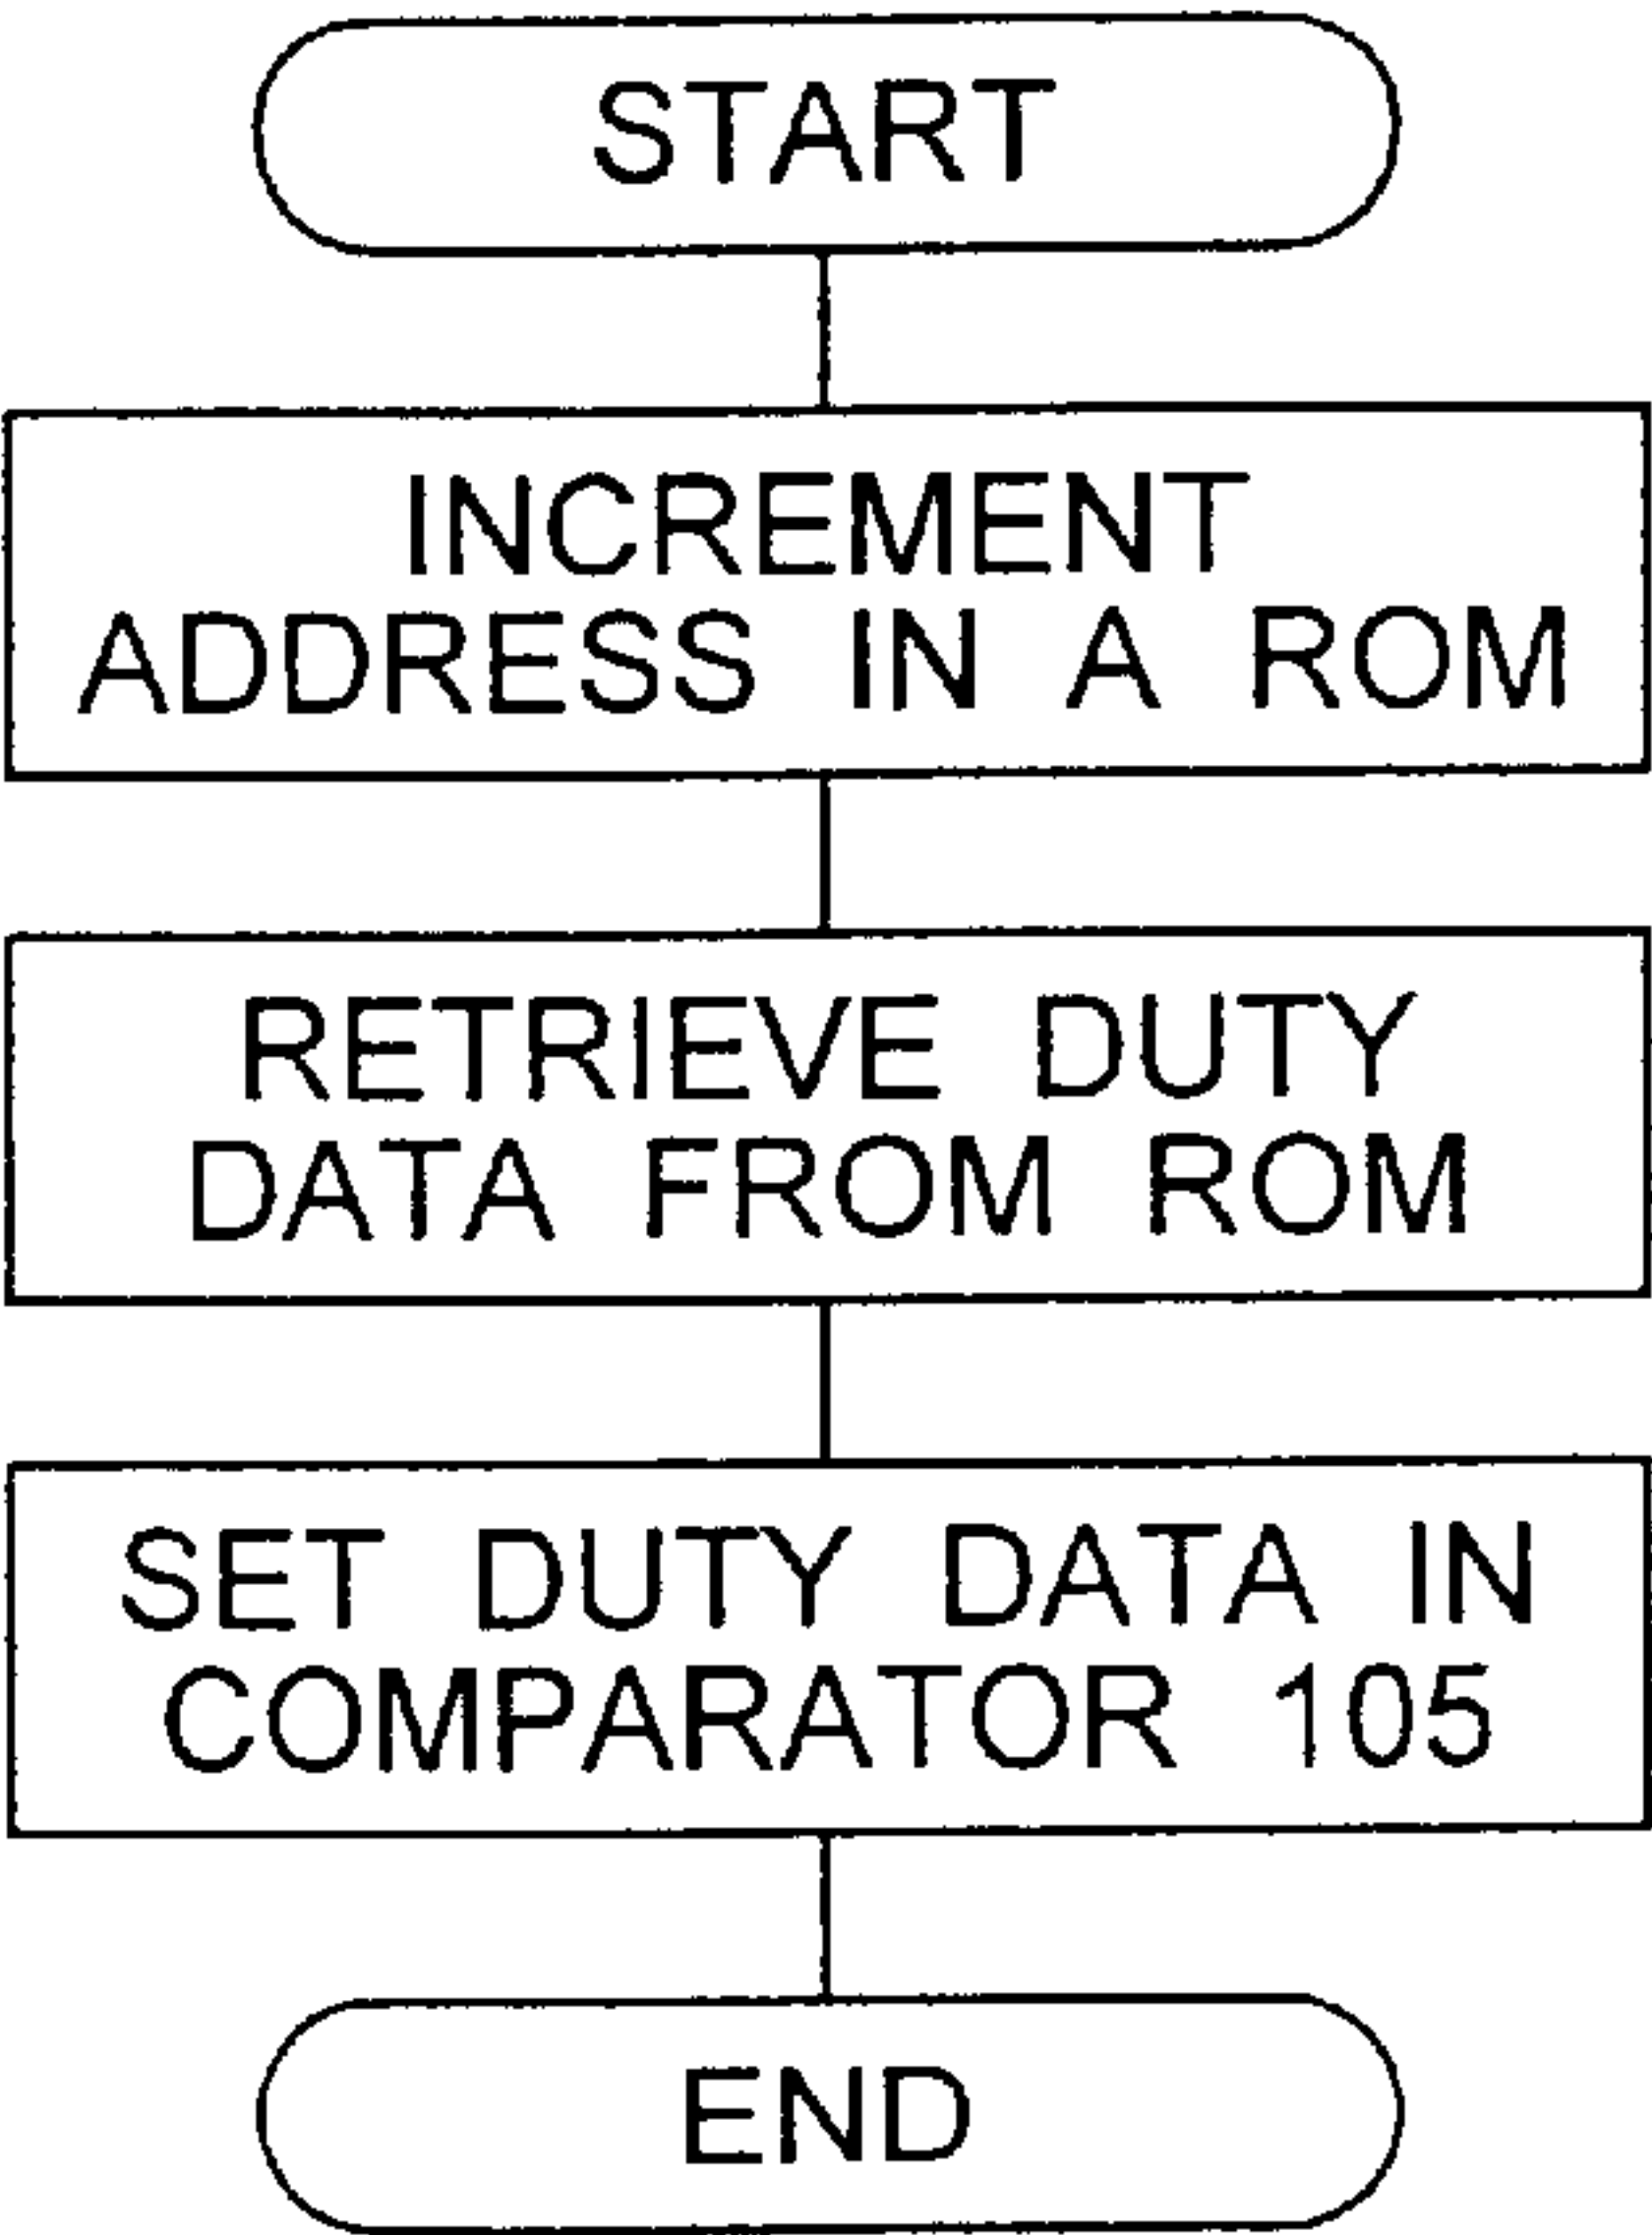 START
INCREMENT
ADDRESS IN A ROM
RETRIEVE DUTY
DATA FROM ROM
SET DUTY DATA IN
COMPARATOR 105
END